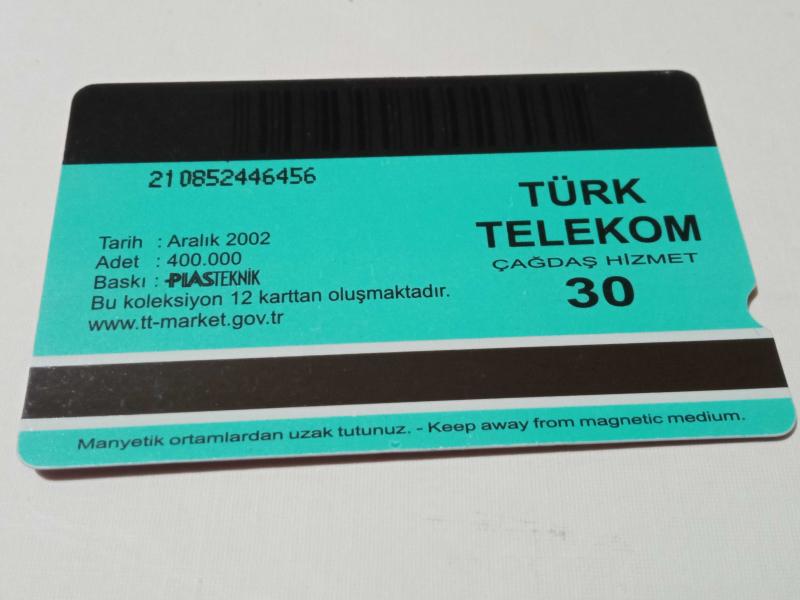 210852446456
TÜRK
TELEKOM
ÇAĞDAŞ HİZMET
30
Tarih : Aralık 2002
Adet : 400.000
Baskı : PLASTEKNİK
Bu koleksiyon 12 karttan oluşmaktadır.
www.tt-market.gov.tr
Manyetik ortamlardan uzak tutunuz. - Keep away from magnetic medium.